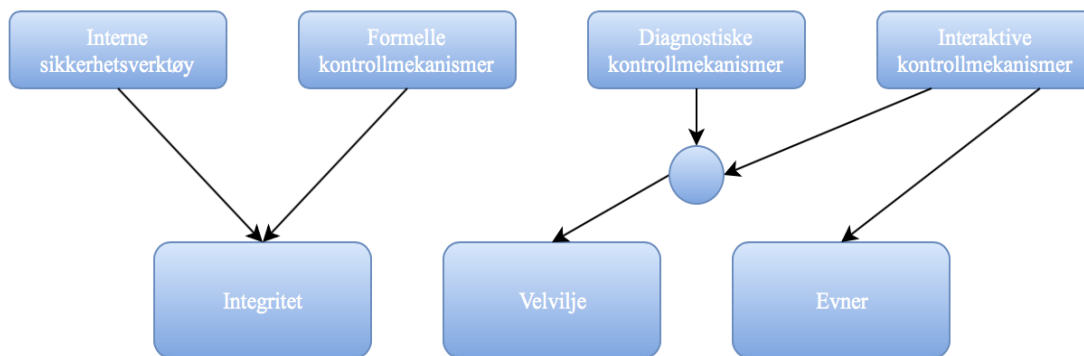 Interne
sikkerhetsverktøy
Formelle
kontrollmekanismer
Diagnostiske
kontrollmekanismer
Interaktive
kontrollmekanismer
Integritet
Velvilje
Evner